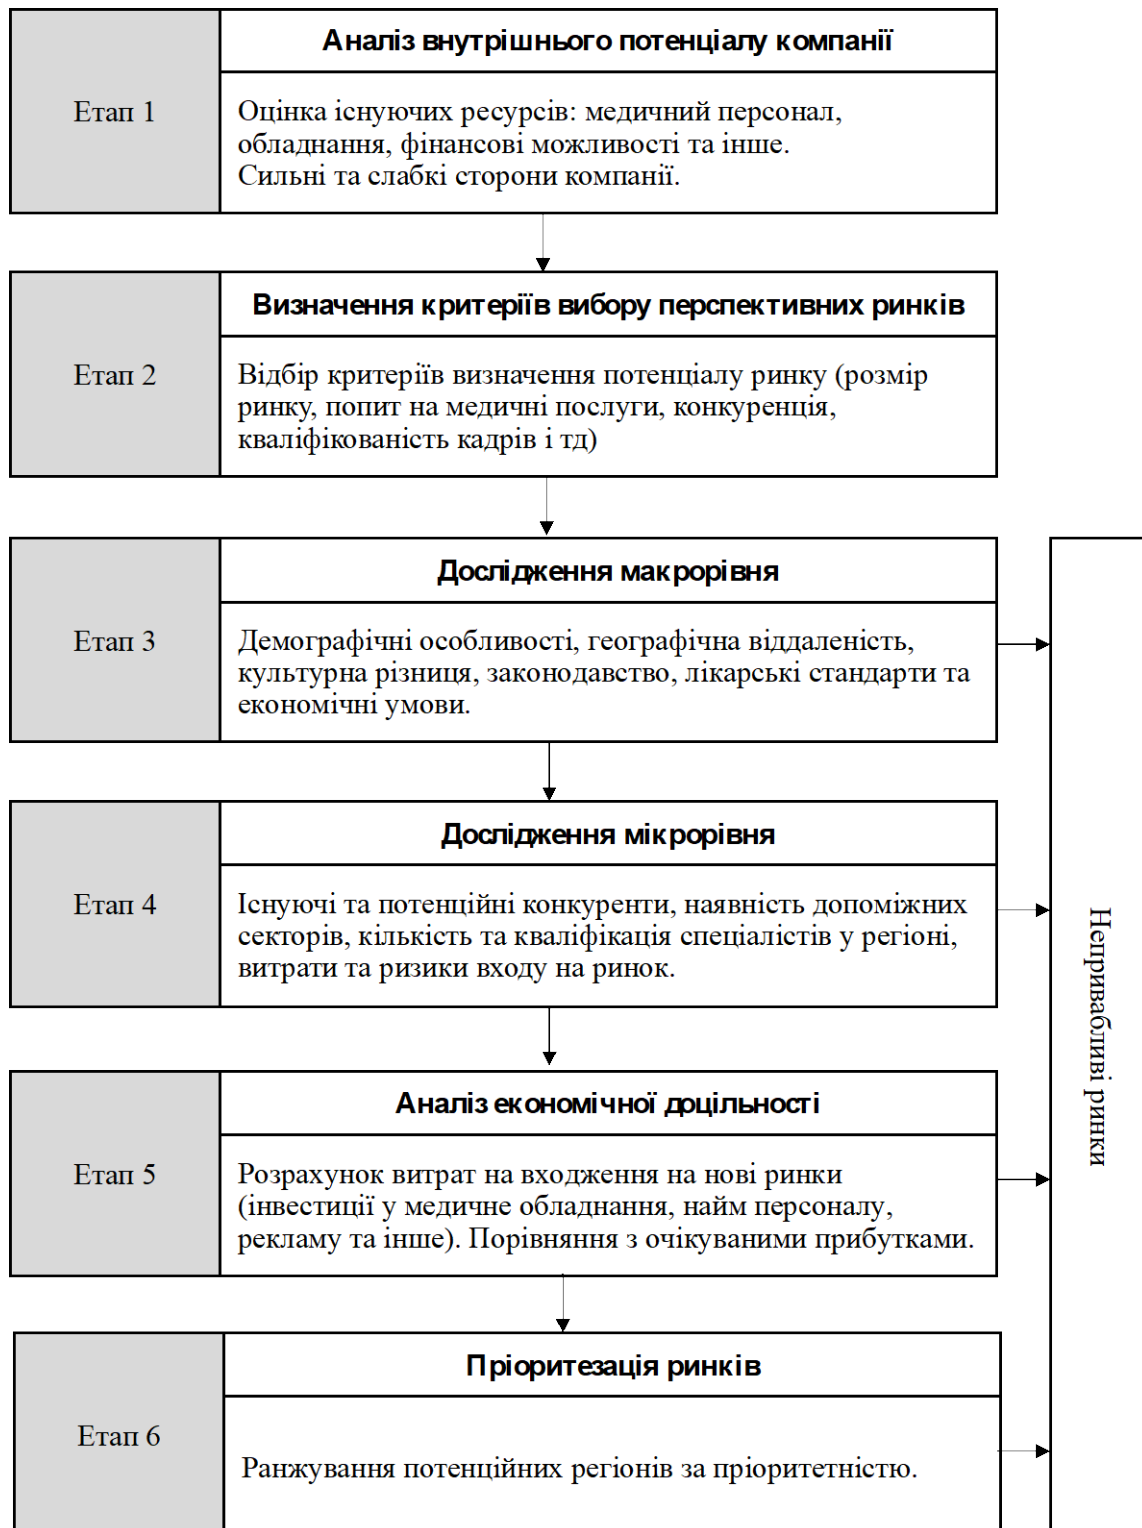 Аналіз внутрішнього потенціалу компанії
Етап 1
Оцінка існуючих ресурсів: медичний персонал,
обладнання, фінансові можливості та інше.
Сильні та слабкі сторони компанії.
Визначення критеріїв вибору перспективних ринків
Етап 2
Відбір критеріїв визначення потенціалу ринку (розмір
ринку, попит на медичні послуги, конкуренція,
кваліфікованість кадрів і тд)
Дослідження макрорівня
Етап 3
Демографічні особливості, географічна віддаленість,
культурна різниця, законодавство, лікарські стандарти та
економічні умови.
Дослідження мікрорівня
Етап 4
Існуючі та потенційні конкуренти, наявність допоміжних
секторів, кількість та кваліфікація спеціалістів у регіоні,
витрати та ризики входу на ринок.
Аналіз економічної доцільності
Етап 5
Розрахунок витрат на входження на нові ринки
(інвестиції у медичне обладнання, найм персоналу,
рекламу та інше). Порівняння з очікуваними прибутками.
Пріоритезація ринків
Етап 6
Ранжування потенційних регіонів за пріоритетністю.
Непривабливі ринки